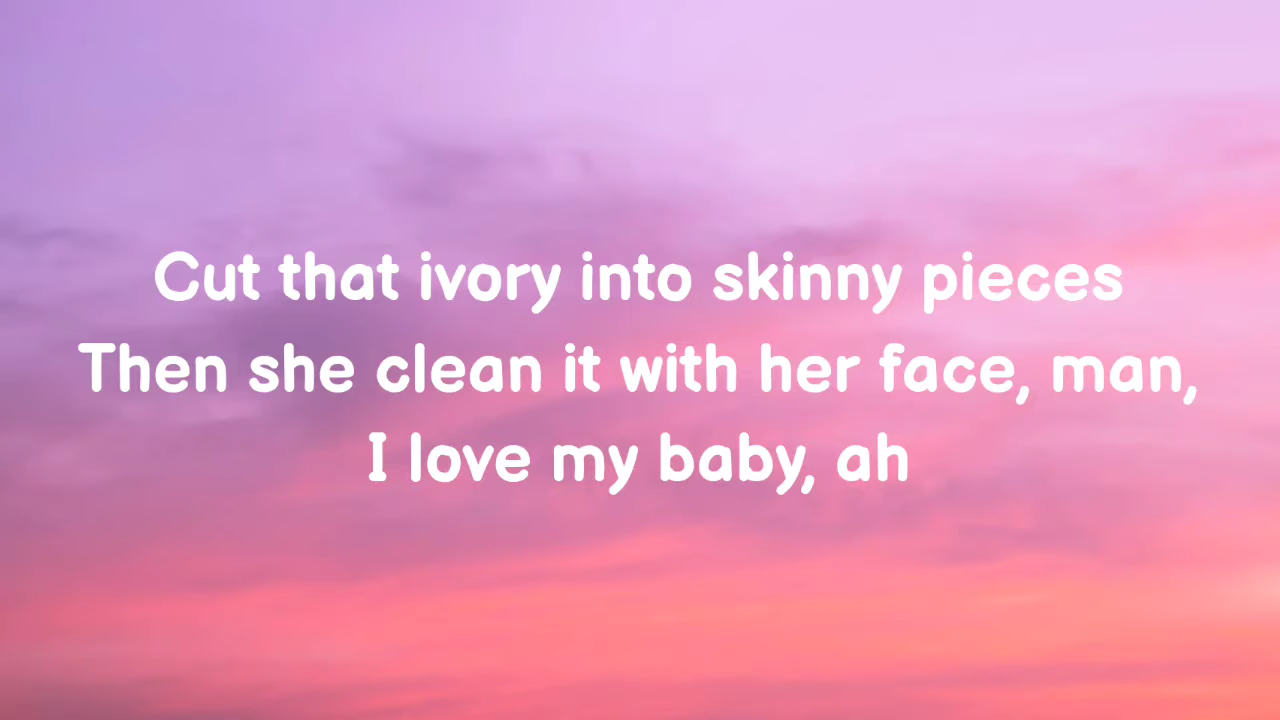 Cut that ivory into skinny pieces
Then she clean it with her face, man,
I love my baby, ah